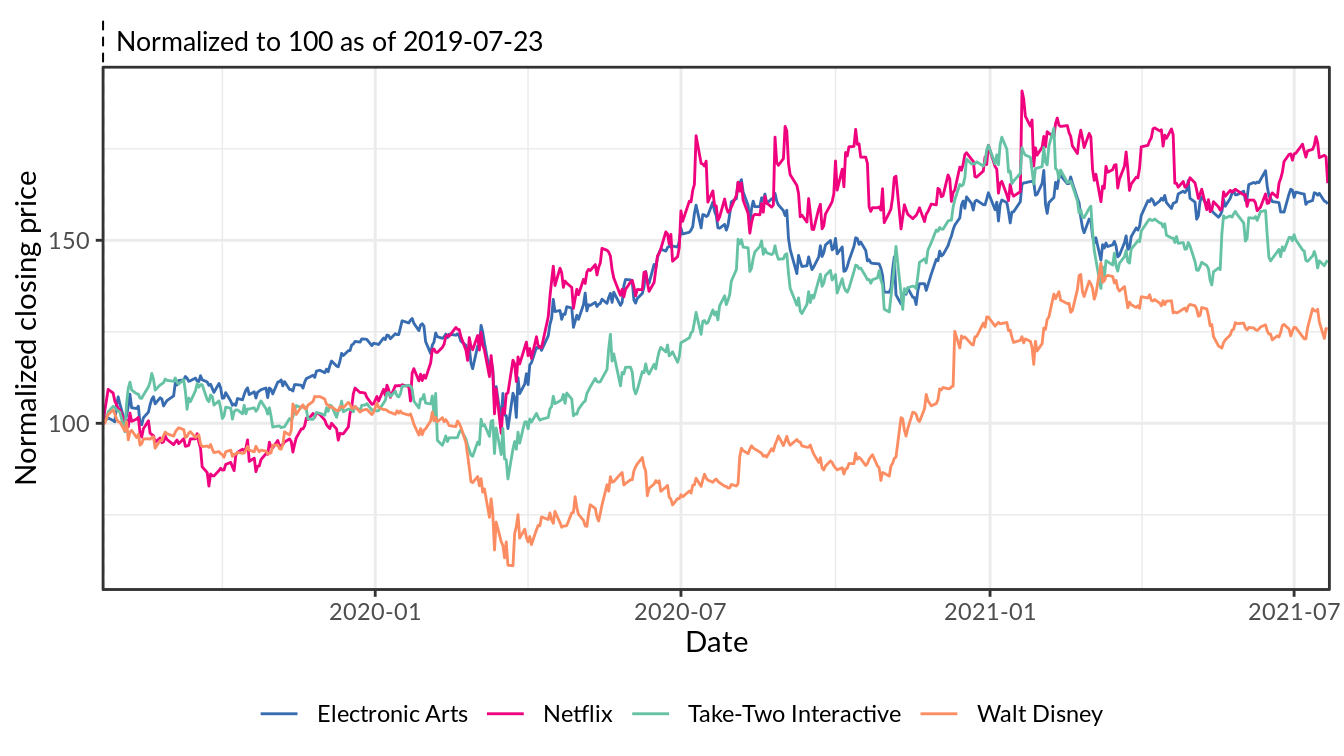 Normalized to 100 as of 2019-07-23
Normalized closing price
150
100
2020-01 2020-07 2021-01 2021-07
Date
Electronic Arts Netflix Take-Two Interactive Walt Disney